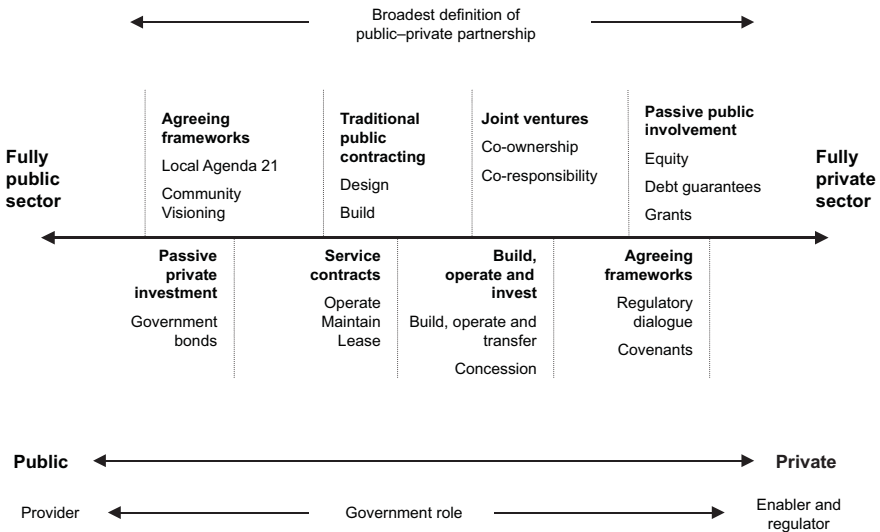 Broadest definition of
public–private partnership
Fully
public
sector
Agreeing
frameworks
Local Agenda 21
Community
Visioning
Traditional
public
contracting
Design
Build
Joint ventures
Co-ownership
Co-responsibility
Passive public
involvement
Equity
Debt guarantees
Grants
Fully
private
sector
Passive
private
investment
Government
bonds
Service
contracts
Operate
Maintain
Lease
Build,
operate and
invest
Build, operate and
transfer
Concession
Agreeing
frameworks
Regulatory
dialogue
Covenants
Public
Private
Provider
Government role
Enabler and
regulator